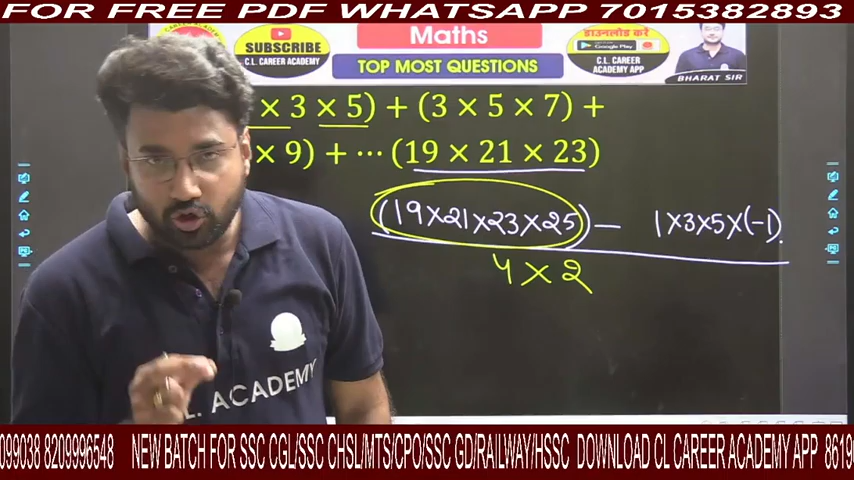 FOR FREE PDF WHATSAPP 7015382893
SUBSCRIBE
C.L. CAREER ACADEMY
Maths
TOP MOST QUESTIONS
डाउनलोड करें
Google Play
C.L. CAREER
ACADEMY APP
BHARAT SIR
× 3 × 5) + (3 × 5 × 7) +
× 9) + ··· (19 × 21 × 23)
(19×21×23×25) — 1×3×5×(-1)
4 × 2
L. ACADEMY
099038 8209996548 NEW BATCH FOR SSC CGL/SSC CHSL/MTS/CPO/SSC GD/RAILWAY/HSSC DOWNLOAD CL CAREER ACADEMY APP 8619